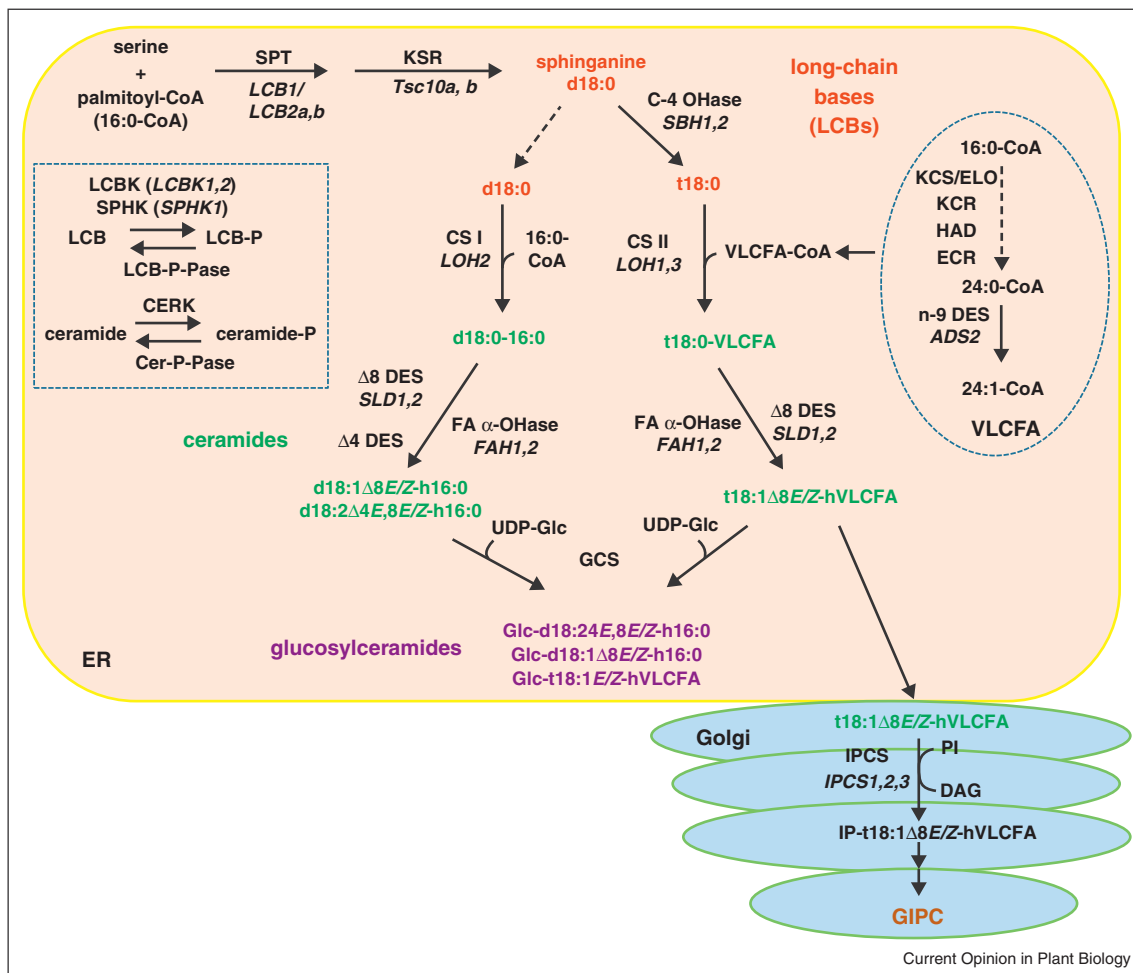 serine
+
palmitoyl-CoA
(16:0-CoA)
SPT
LCB1/
LCB2a,b
KSR
Tsc10a, b
sphinganine
d18:0
C-4 OHase
SBH1,2
long-chain
bases
(LCBs)
d18:0
t18:0
LCBK (LCBK1,2)
SPHK (SPHK1)
LCB
LCB-P
LCB-P-Pase
CERK
ceramide
ceramide-P
Cer-P-Pase
CS I
LOH2
16:0-
CoA
CS II
LOH1,3
VLCFA-CoA
16:0-CoA
KCS/ELO
KCR
HAD
ECR
24:0-CoA
n-9 DES
ADS2
24:1-CoA
VLCFA
d18:0-16:0
t18:0-VLCFA
Δ8 DES
SLD1,2
Δ4 DES
FA α-OHase
FAH1,2
FA α-OHase
FAH1,2
Δ8 DES
SLD1,2
ceramides
d18:1Δ8E/Z-h16:0
d18:2Δ4E,8E/Z-h16:0
t18:1Δ8E/Z-hVLCFA
UDP-Glc
GCS
UDP-Glc
glucosylceramides
Glc-d18:24E,8E/Z-h16:0
Glc-d18:1Δ8E/Z-h16:0
Glc-t18:1E/Z-hVLCFA
ER
Golgi
t18:1Δ8E/Z-hVLCFA
IPCS
IPCS1,2,3
PI
DAG
IP-t18:1Δ8E/Z-hVLCFA
GIPC
Current Opinion in Plant Biology